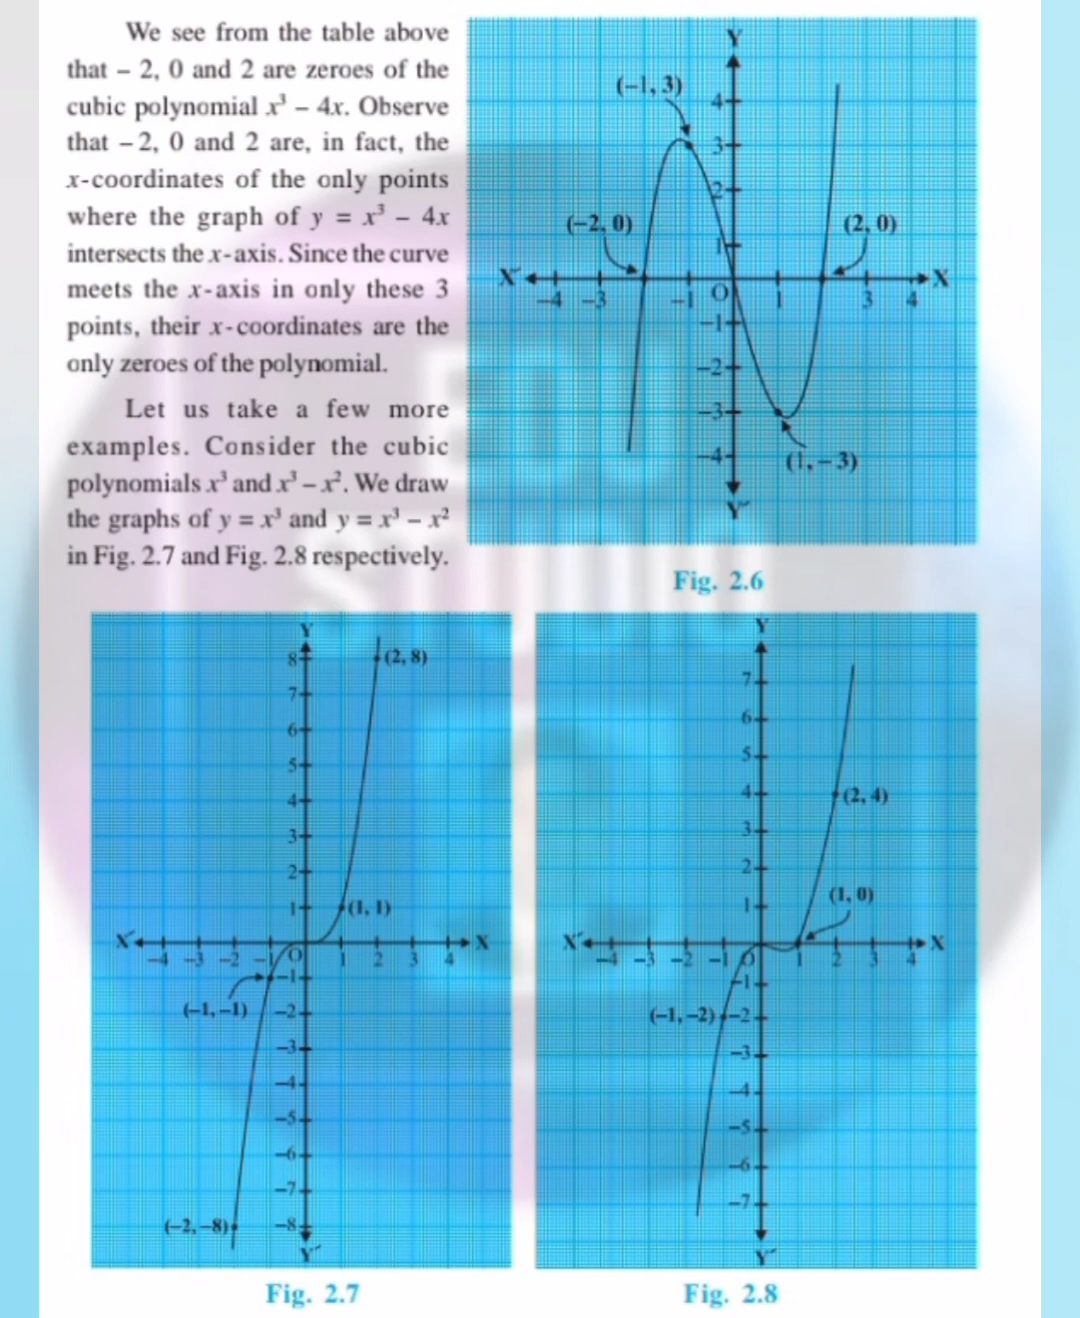 We see from the table above
that – 2, 0 and 2 are zeroes of the
cubic polynomial x³ – 4x. Observe
that – 2, 0 and 2 are, in fact, the
x-coordinates of the only points
where the graph of y = x³ – 4x
intersects the x-axis. Since the curve
meets the x-axis in only these 3
points, their x-coordinates are the
only zeroes of the polynomial.
Let us take a few more
examples. Consider the cubic
polynomials x³ and x³ – x². We draw
the graphs of y = x³ and y = x³ – x²
in Fig. 2.7 and Fig. 2.8 respectively.
Y
(–1, 3)
4
3
2
(–2, 0)
(2, 0)
1
X′
X
–4 –3 –1 O 1 3 4
–1
–2
–3
–4
(1, – 3)
Y′
Fig. 2.6
Y
8
(2, 8)
7
6
5
4
3
2
1
(1, 1)
X′
X
–4 –3 –2 –1 O 1 2 3 4
–1
(–1, –1)
–2
–3
–4
–5
–6
–7
(–2, –8)
–8
Y′
Fig. 2.7
Y
7
6
5
4
(2, 4)
3
2
(1, 0)
1
X′
X
–4 –3 –2 –1 O 1 2 3 4
–1
(–1, –2)
–2
–3
–4
–5
–6
–7
Y′
Fig. 2.8